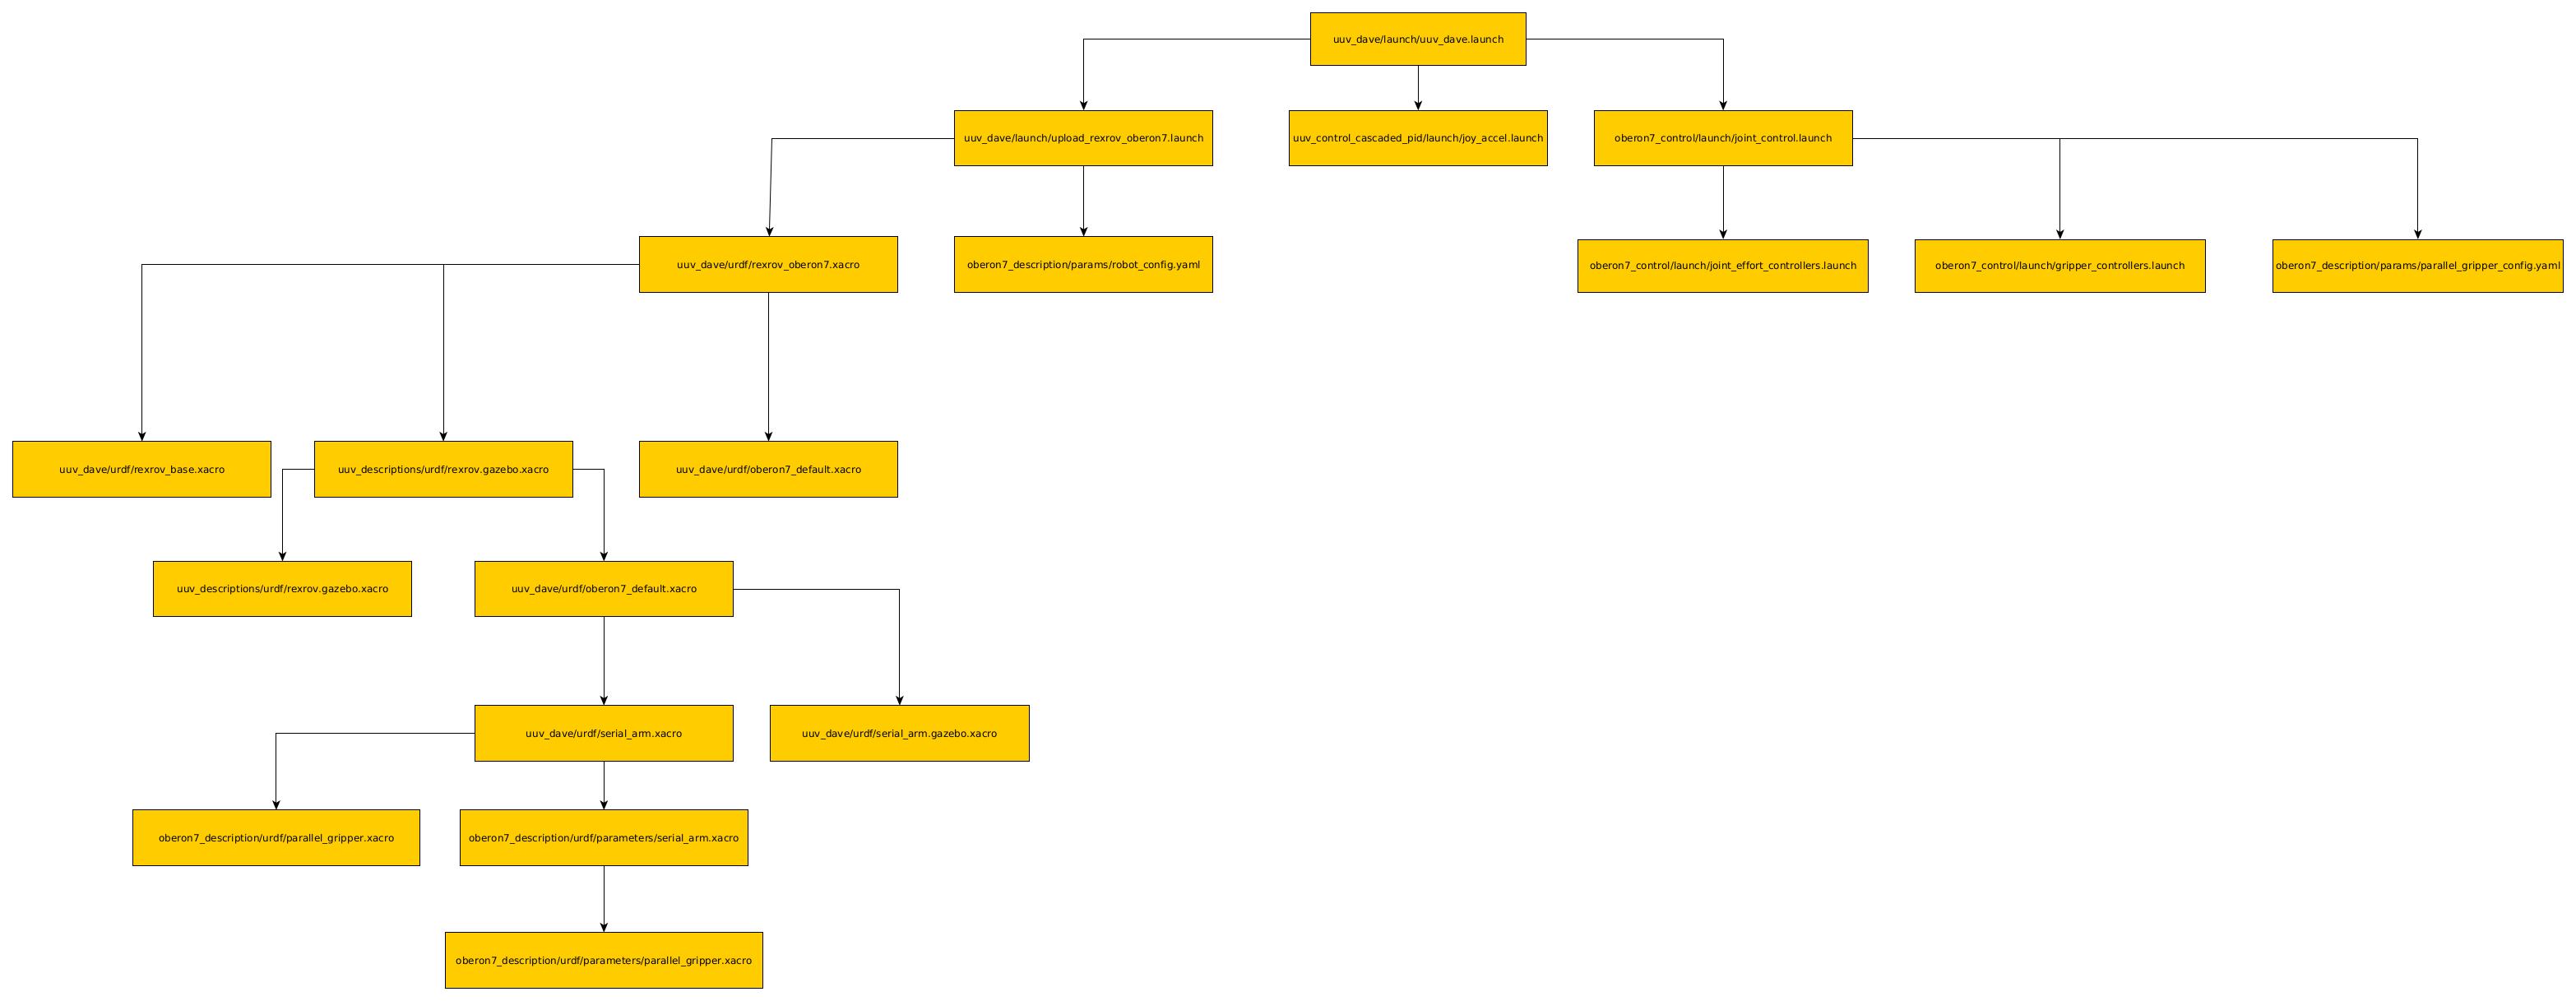 uuv_dave/launch/uuv_dave.launch
uuv_dave/launch/upload_rexrov_oberon7.launch
uuv_control_cascaded_pid/launch/joy_accel.launch
oberon7_control/launch/joint_control.launch
uuv_dave/urdf/rexrov_oberon7.xacro
oberon7_description/params/robot_config.yaml
oberon7_control/launch/joint_effort_controllers.launch
oberon7_control/launch/gripper_controllers.launch
oberon7_description/params/parallel_gripper_config.yaml
uuv_dave/urdf/rexrov_base.xacro
uuv_descriptions/urdf/rexrov.gazebo.xacro
uuv_dave/urdf/oberon7_default.xacro
uuv_descriptions/urdf/rexrov.gazebo.xacro
uuv_dave/urdf/oberon7_default.xacro
uuv_dave/urdf/serial_arm.xacro
uuv_dave/urdf/serial_arm.gazebo.xacro
oberon7_description/urdf/parallel_gripper.xacro
oberon7_description/urdf/parameters/serial_arm.xacro
oberon7_description/urdf/parameters/parallel_gripper.xacro